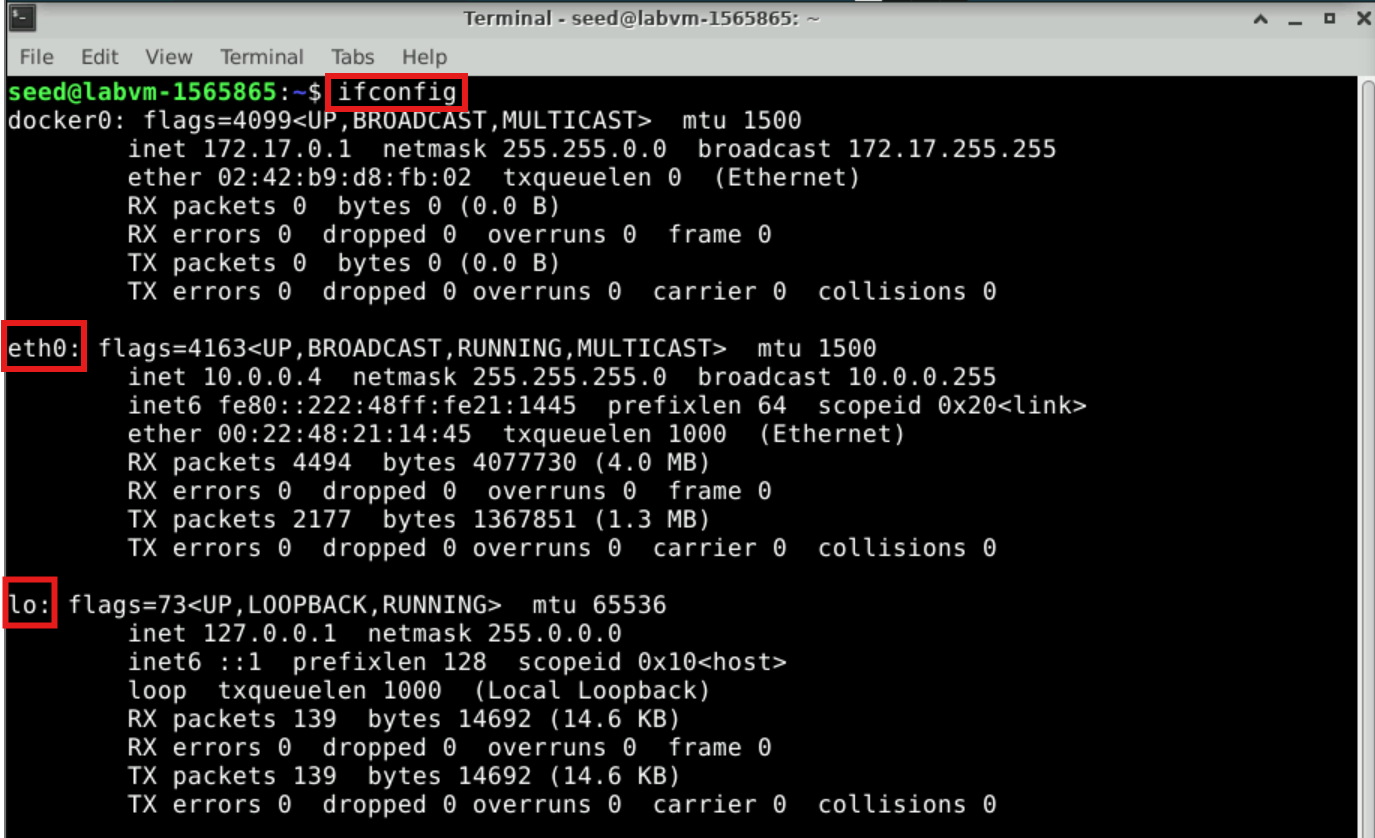 Terminal - seed@labvm-1565865: ~
File Edit View Terminal Tabs Help
seed@labvm-1565865:~$ ifconfig
docker0: flags=4099<UP,BROADCAST,MULTICAST>  mtu 1500
        inet 172.17.0.1  netmask 255.255.0.0  broadcast 172.17.255.255
        ether 02:42:b9:d8:fb:02  txqueuelen 0  (Ethernet)
        RX packets 0  bytes 0 (0.0 B)
        RX errors 0  dropped 0  overruns 0  frame 0
        TX packets 0  bytes 0 (0.0 B)
        TX errors 0  dropped 0 overruns 0  carrier 0  collisions 0

eth0: flags=4163<UP,BROADCAST,RUNNING,MULTICAST>  mtu 1500
        inet 10.0.0.4  netmask 255.255.255.0  broadcast 10.0.0.255
        inet6 fe80::222:48ff:fe21:1445  prefixlen 64  scopeid 0x20<link>
        ether 00:22:48:21:14:45  txqueuelen 1000  (Ethernet)
        RX packets 4494  bytes 4077730 (4.0 MB)
        RX errors 0  dropped 0  overruns 0  frame 0
        TX packets 2177  bytes 1367851 (1.3 MB)
        TX errors 0  dropped 0 overruns 0  carrier 0  collisions 0

lo: flags=73<UP,LOOPBACK,RUNNING>  mtu 65536
        inet 127.0.0.1  netmask 255.0.0.0
        inet6 ::1  prefixlen 128  scopeid 0x10<host>
        loop  txqueuelen 1000  (Local Loopback)
        RX packets 139  bytes 14692 (14.6 KB)
        RX errors 0  dropped 0  overruns 0  frame 0
        TX packets 139  bytes 14692 (14.6 KB)
        TX errors 0  dropped 0 overruns 0  carrier 0  collisions 0